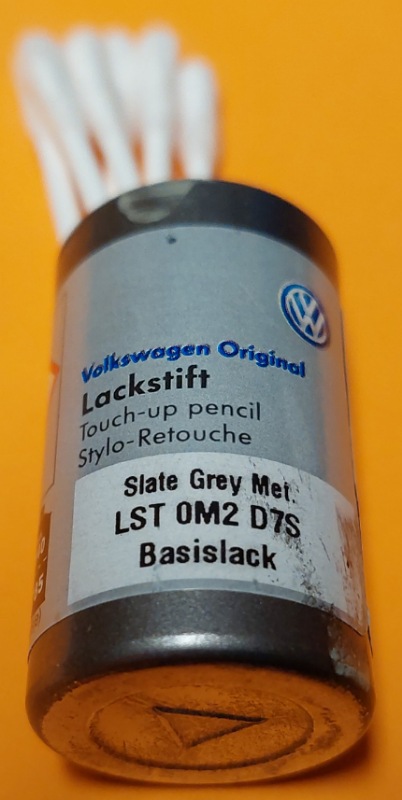 Volkswagen Original
Lackstift
Touch-up pencil
Stylo-Retouche
Slate Grey Met.
LST 0M2 D7S
Basislack